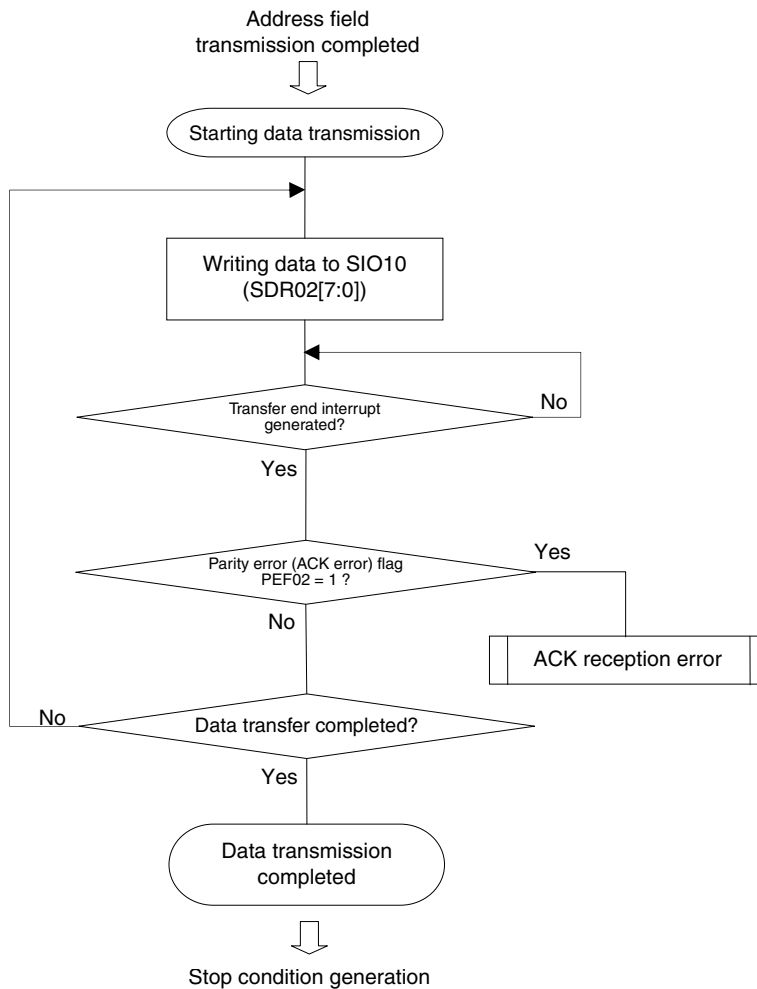 Address field
transmission completed
Starting data transmission
Writing data to SIO10
(SDR02[7:0])
Transfer end interrupt
generated?
No
Yes
Parity error (ACK error) flag
PEF02 = 1 ?
Yes
No
ACK reception error
Data transfer completed?
No
Yes
Data transmission
completed
Stop condition generation